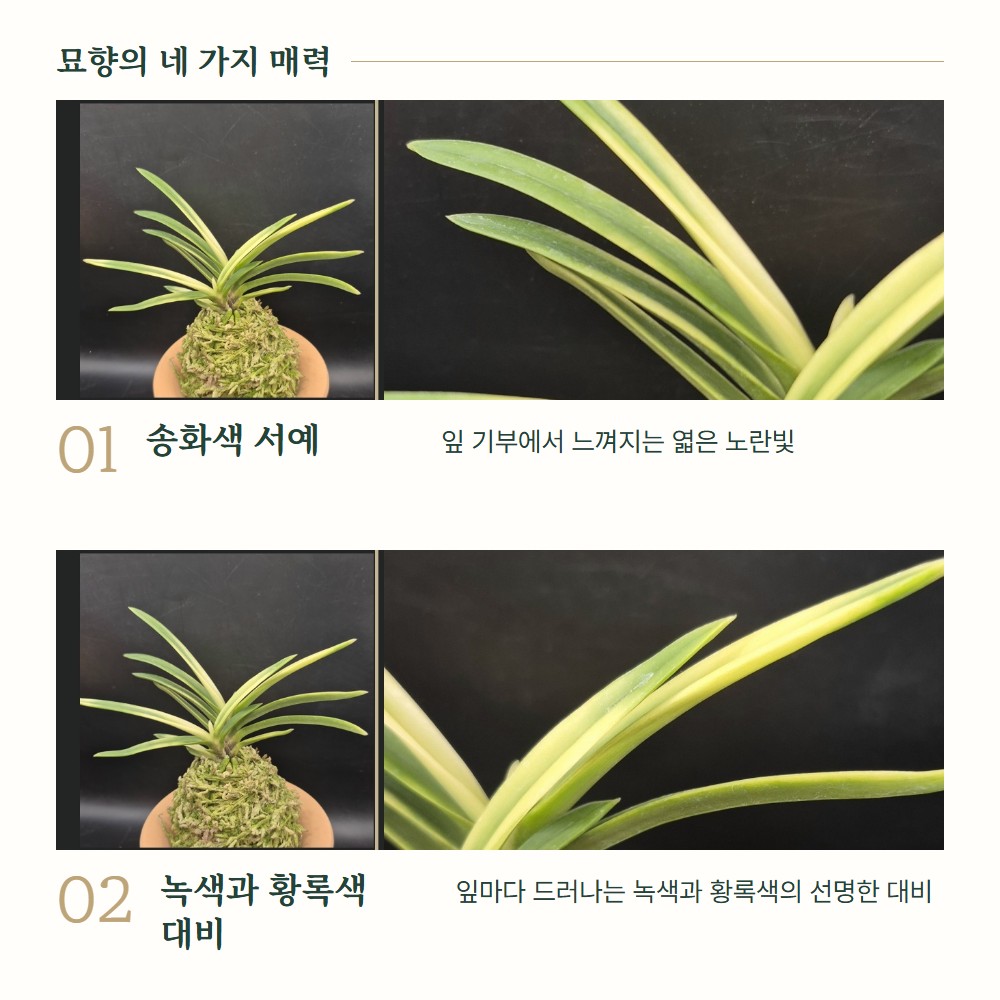 묘향의 네 가지 매력
01 송화색 서예 잎 기부에서 느껴지는 엷은 노란빛
02 녹색과 황록색 잎마다 드러나는 녹색과 황록색의 선명한 대비
대비